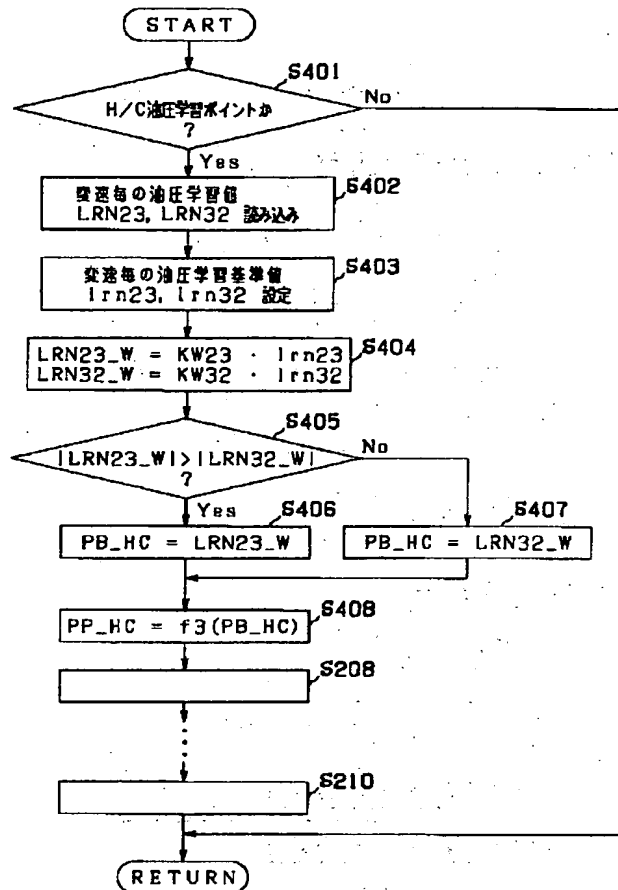 START
S401
H/C油圧学習ポイントか
?
No
Yes
S402
変速毎の油圧学習値
LRN23, LRN32 読み込み
S403
変速毎の油圧学習基準値
lrn23, lrn32 設定
S404
LRN23_W = KW23 · lrn23
LRN32_W = KW32 · lrn32
S405
|LRN23_W|>|LRN32_W|
?
No
Yes
S406
PB_HC = LRN23_W
S407
PB_HC = LRN32_W
S408
PP_HC = f3(PB_HC)
S208
S210
RETURN